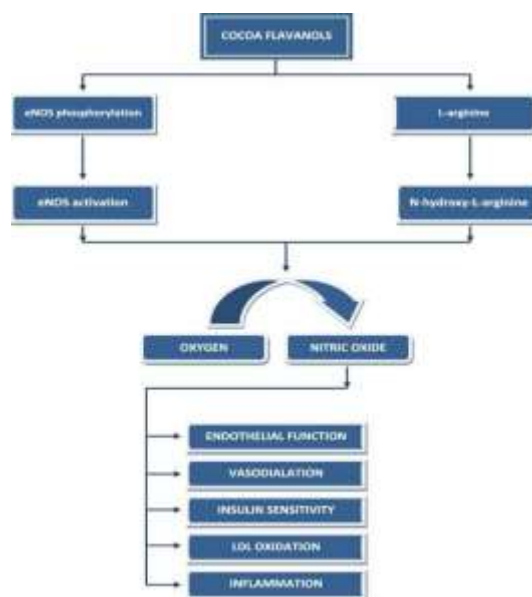 COCOA FLAVANOLS
eNOS phosphorylation
L-arginine
eNOS activation
N-hydroxy-L-arginine
OXYGEN
NITRIC OXIDE
ENDOTHELIAL FUNCTION
VASODIALATION
INSULIN SENSITIVITY
LDL OXIDATION
INFLAMMATION